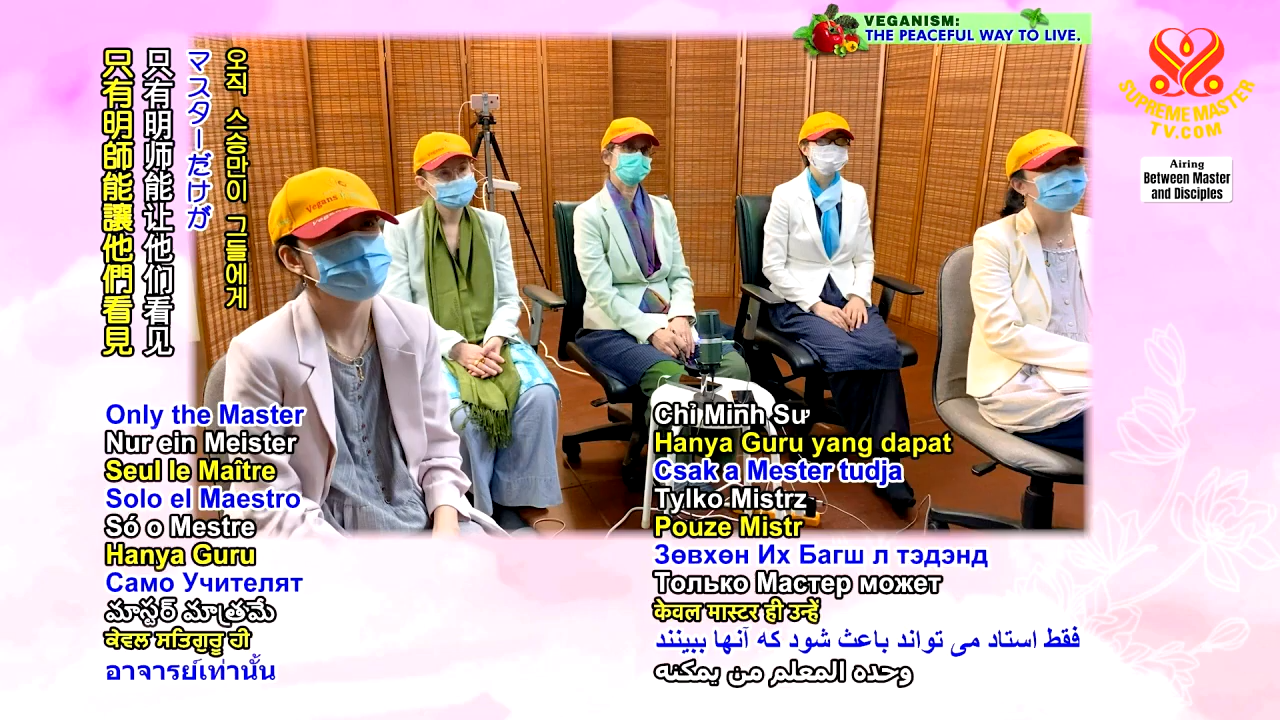 VEGANISM:
THE PEACEFUL WAY TO LIVE.
SUPREME MASTER
TV.COM
Airing
Between Master
and Disciples
오직 스승만이 그들에게
マスターだけが
只有明师能让他们看见
只有明師能讓他們看見
Vegans
Only the Master
Nur ein Meister
Seul le Maître
Solo el Maestro
Só o Mestre
Hanya Guru
Само Учителят
మాస్టర్ మాత్రమే
ਕੇਵਲ ਸਤਿਗੁਰੂ ਹੀ
อาจารย์เท่านั้น
Chỉ Minh Sư
Hanya Guru yang dapat
Csak a Mester tudja
Tylko Mistrz
Pouze Mistr
Зөвхөн Их Багш л тэдэнд
Только Мастер может
केवल मास्टर ही उन्हें
فقط استاد می تواند باعث شود که آنها ببینند
وحده المعلم من يمكنه